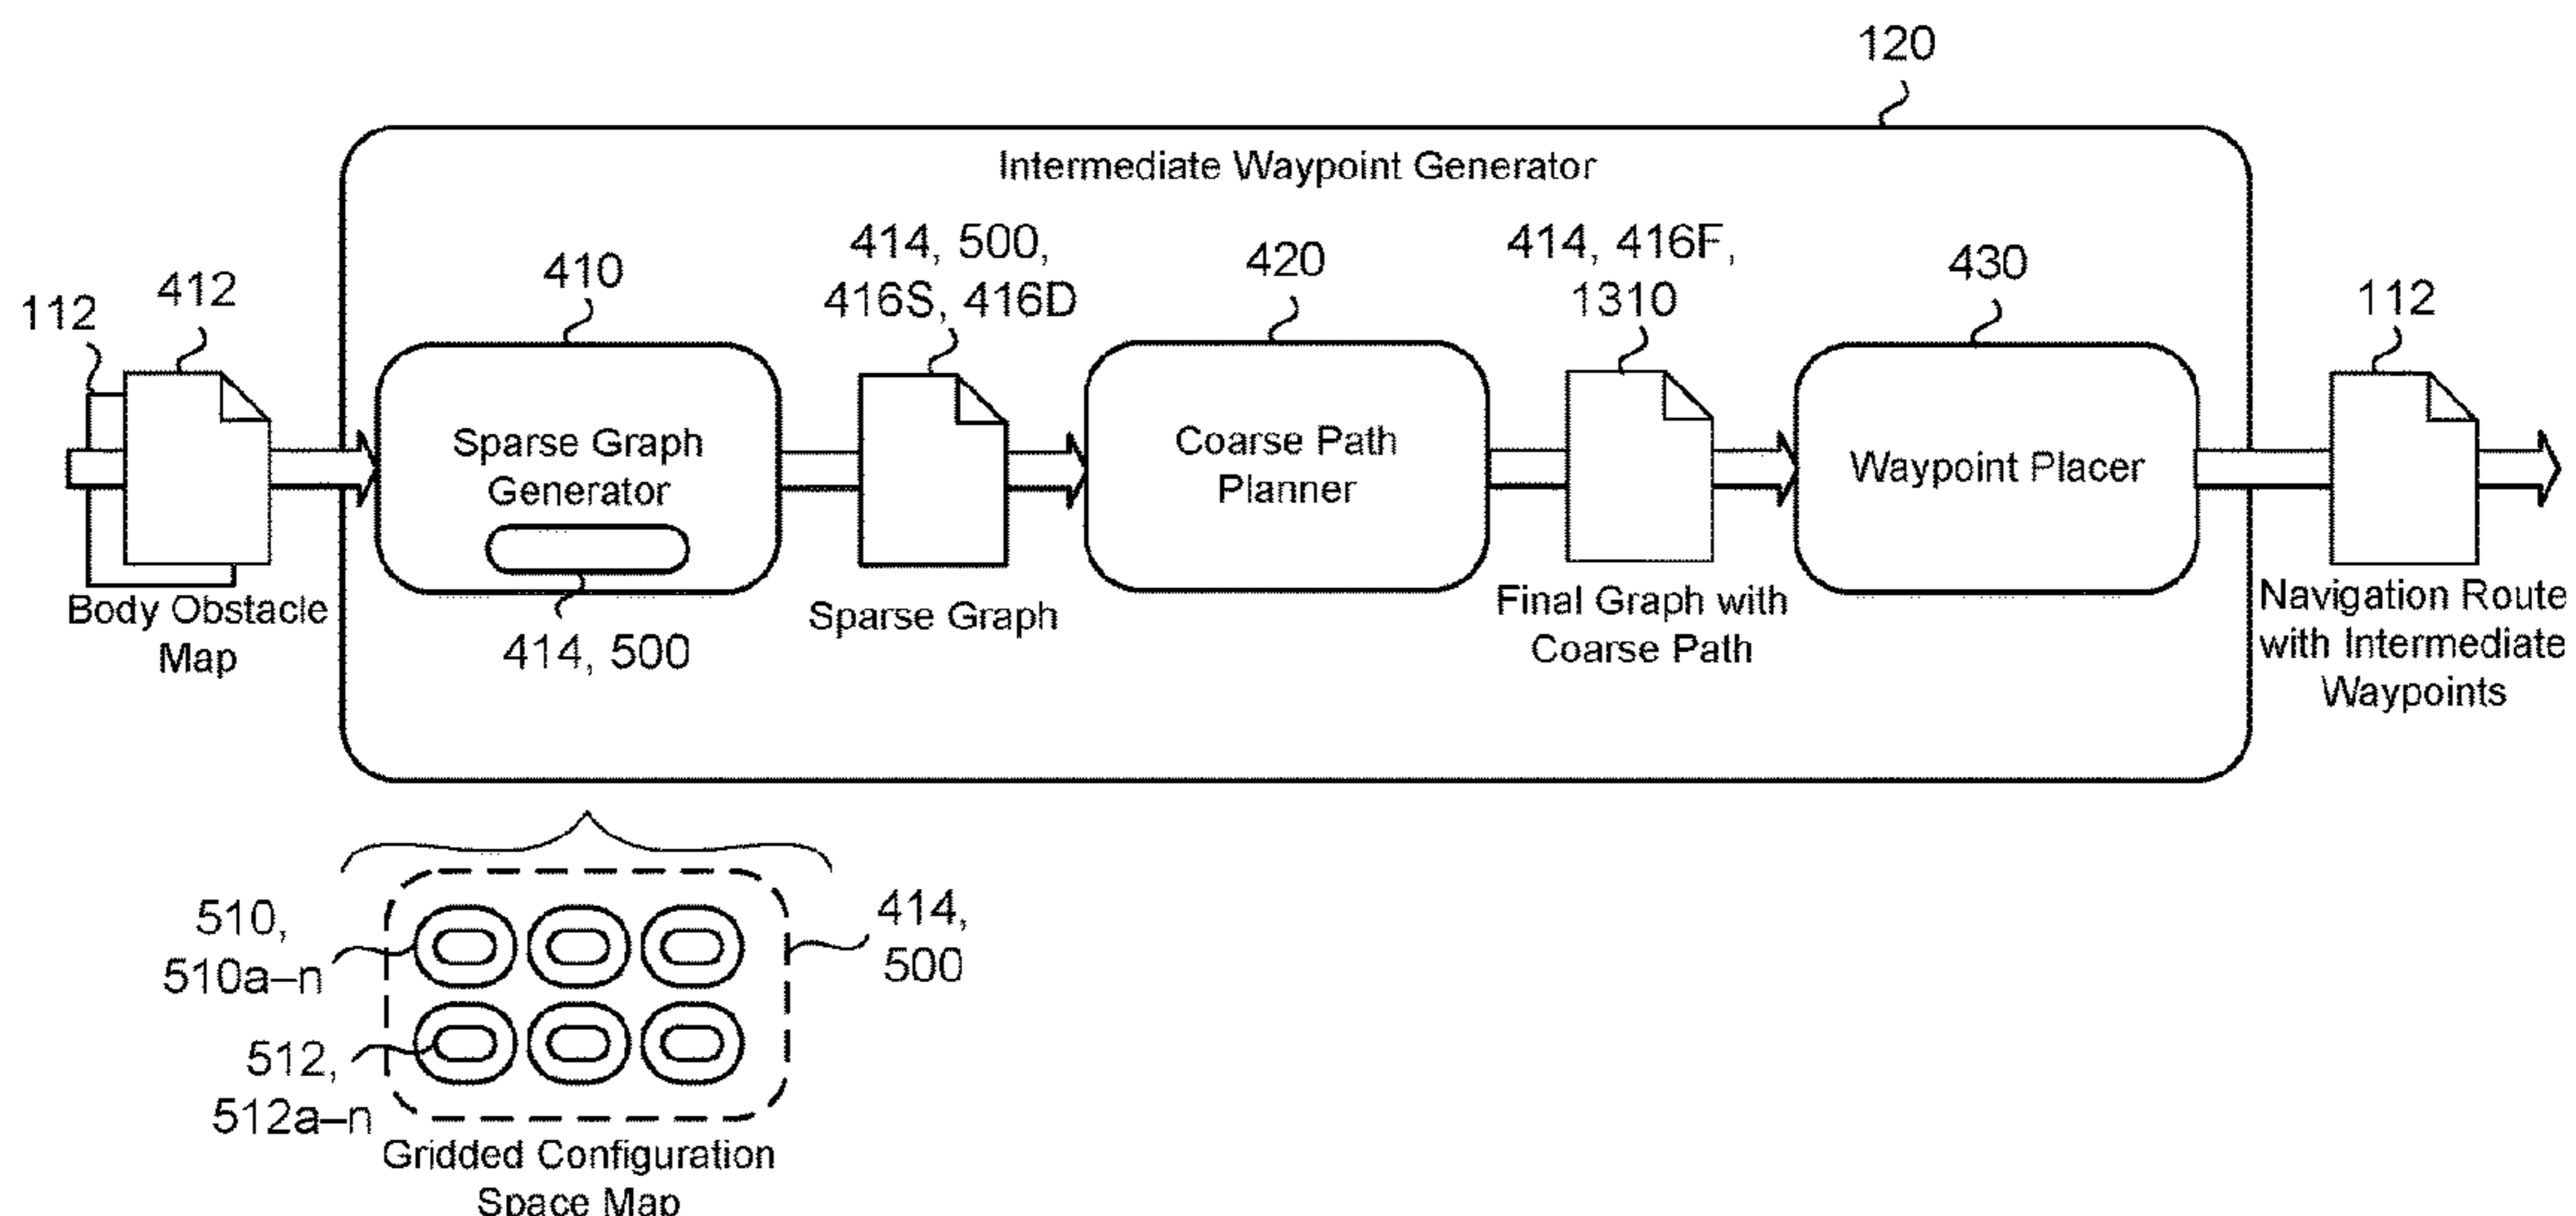 120
Intermediate Waypoint Generator
112
412
410
414, 500,
416S, 416D
420
414, 416F,
1310
430
112
Sparse Graph
Generator
Coarse Path
Planner
Waypoint Placer
Body Obstacle
Map
414, 500
Sparse Graph
Final Graph with
Coarse Path
Navigation Route
with Intermediate
Waypoints
510,
510a–n
414,
500
512,
512a–n
Gridded Configuration
Space Map